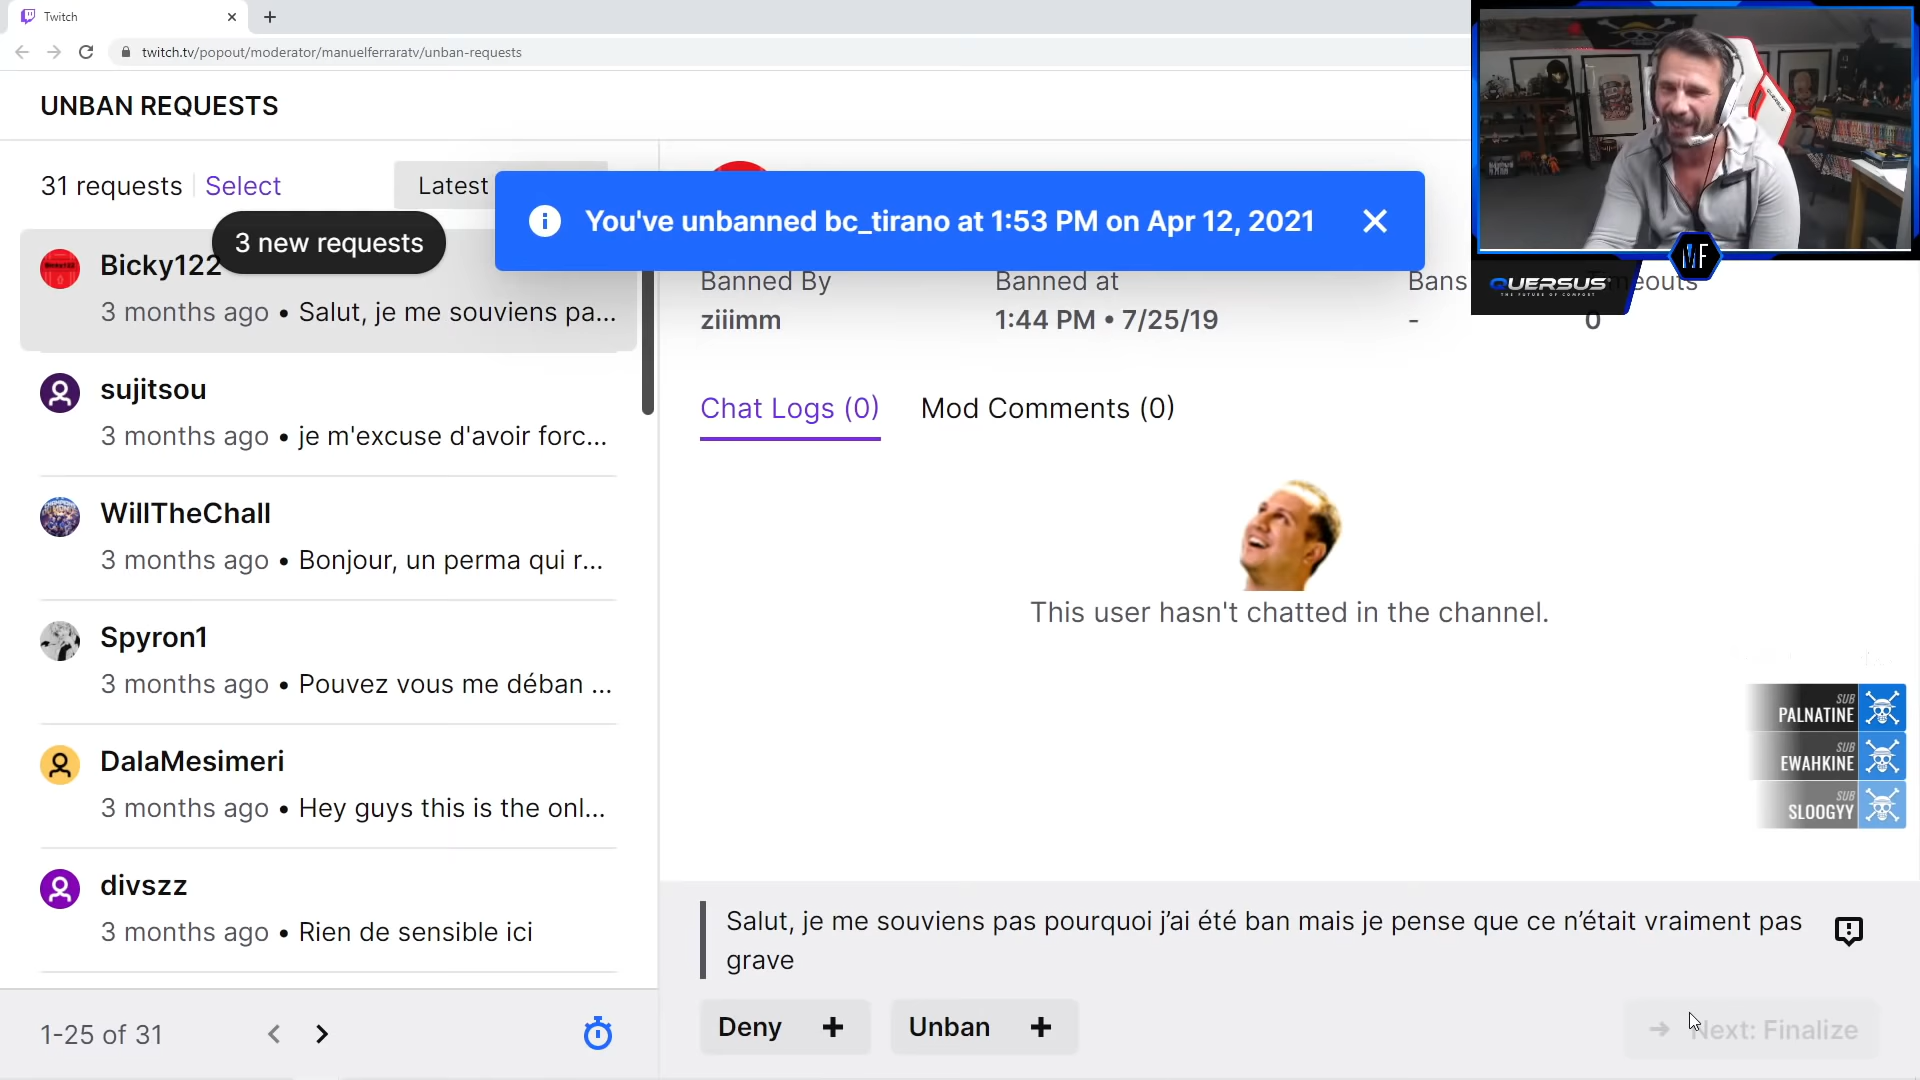 Twitch
twitch.tv/popout/moderator/manuelferraratv/unban-requests
UNBAN REQUESTS
31 requests
Select
Latest
3 new requests
You've unbanned bc_tirano at 1:53 PM on Apr 12, 2021
Bicky122
3 months ago • Salut, je me souviens pa...
sujitsou
3 months ago • je m'excuse d'avoir forc...
WillTheChall
3 months ago • Bonjour, un perma qui r...
Spyron1
3 months ago • Pouvez vous me déban ...
DalaMesimeri
3 months ago • Hey guys this is the onl...
divszz
3 months ago • Rien de sensible ici
1-25 of 31
Banned By
ziiimm
Banned at
1:44 PM • 7/25/19
Bans
-
eouts
0
MF
QUERSUS
THE FUTURE OF COMFORT
Chat Logs (0)
Mod Comments (0)
This user hasn't chatted in the channel.
SUB
PALNATINE
SUB
EWAHKINE
SUB
SLOOGYY
Salut, je me souviens pas pourquoi j’ai été ban mais je pense que ce n’était vraiment pas
grave
Deny
Unban
Next: Finalize